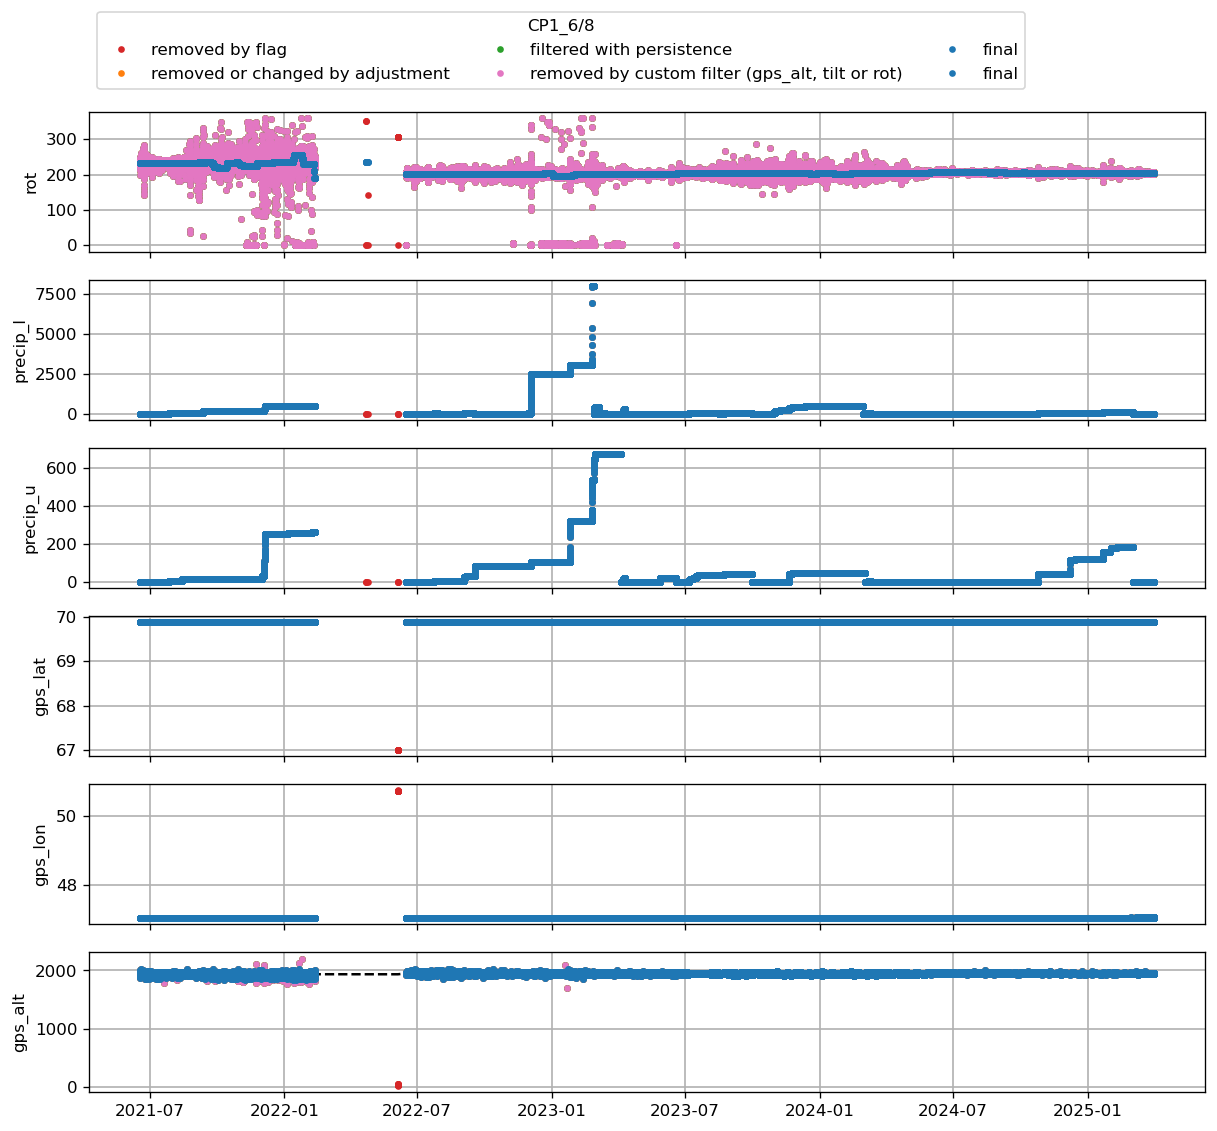 CP1_6/8
removed by flag
filtered with persistence
final
removed or changed by adjustment
removed by custom filter (gps_alt, tilt or rot)
final
rot
300
200
100
0
precip_l
7500
5000
2500
0
precip_u
600
400
200
0
gps_lat
70
69
68
67
gps_lon
50
48
gps_alt
2000
1000
0
2021-07
2022-01
2022-07
2023-01
2023-07
2024-01
2024-07
2025-01